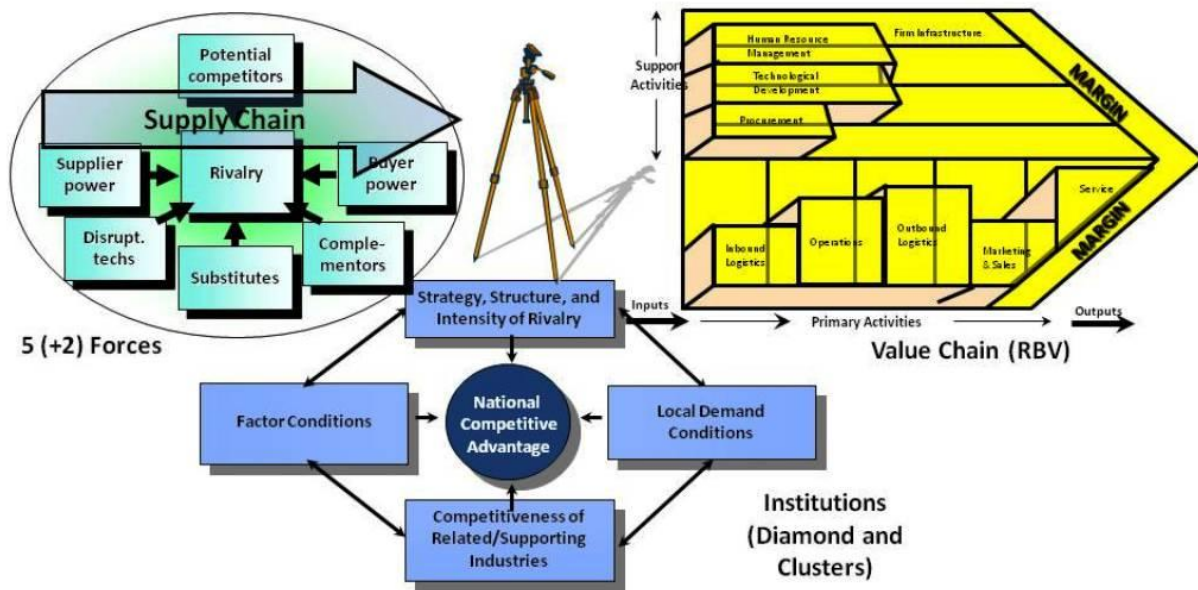 Potential
competitors
Supply Chain
Supplier
power
Rivalry
Buyer
power
Disrupt.
techs
Substitutes
Comple-
mentors
5 (+2) Forces
Support
Activities
Human Resource
Management
Firm Infrastructure
Technological
Development
Procurement
MARGIN
Inbound
Logistics
Operations
Outbound
Logistics
Marketing
& Sales
Service
MARGIN
Inputs
Primary Activities
Outputs
Value Chain (RBV)
Strategy, Structure, and
Intensity of Rivalry
Factor Conditions
National
Competitive
Advantage
Local Demand
Conditions
Competitiveness of
Related/Supporting
Industries
Institutions
(Diamond and
Clusters)